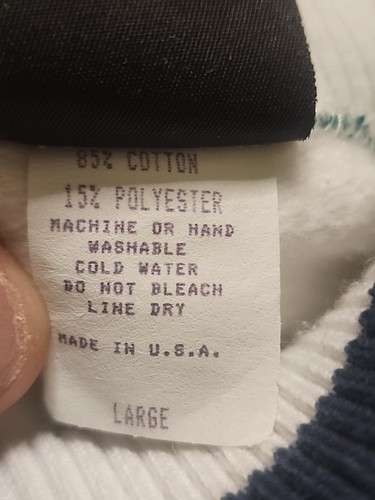 85% COTTON
15% POLYESTER
MACHINE OR HAND
WASHABLE
COLD WATER
DO NOT BLEACH
LINE DRY
MADE IN U.S.A.
LARGE